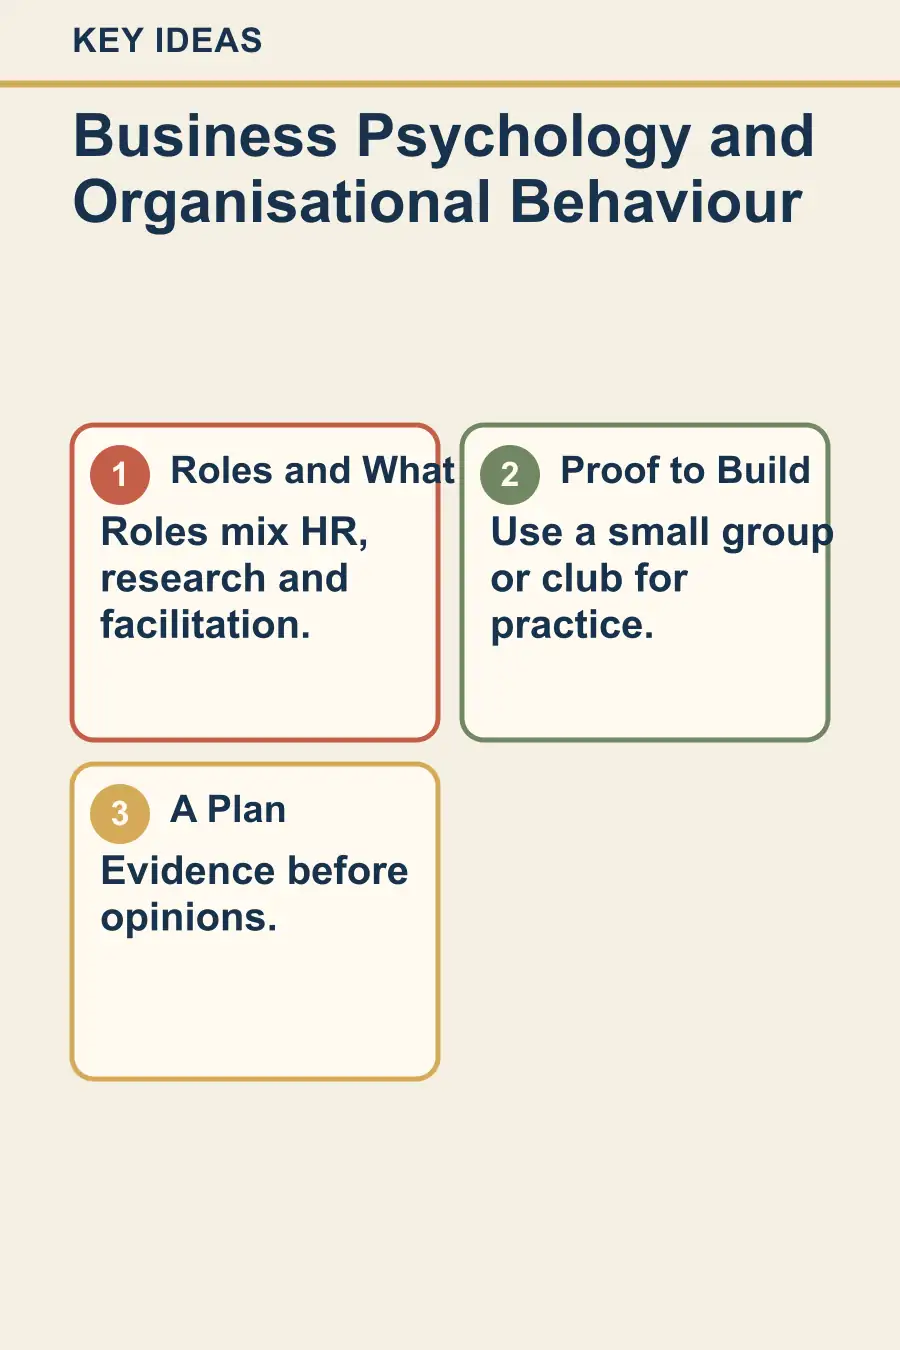 KEY IDEAS
Business Psychology and
Organisational Behaviour
1 Roles and What
Roles mix HR,
research and
facilitation.
2 Proof to Build
Use a small group
or club for
practice.
3 A Plan
Evidence before
opinions.